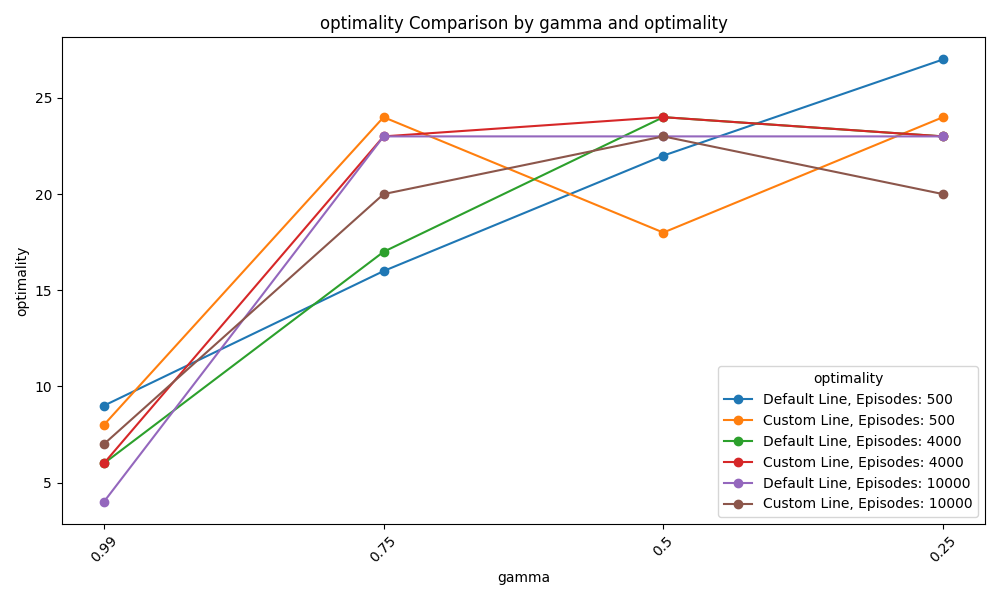 optimality Comparison by gamma and optimality
optimality
25
20
15
10
5
0.99
0.75
0.5
0.25
gamma
optimality
Default Line, Episodes: 500
Custom Line, Episodes: 500
Default Line, Episodes: 4000
Custom Line, Episodes: 4000
Default Line, Episodes: 10000
Custom Line, Episodes: 10000